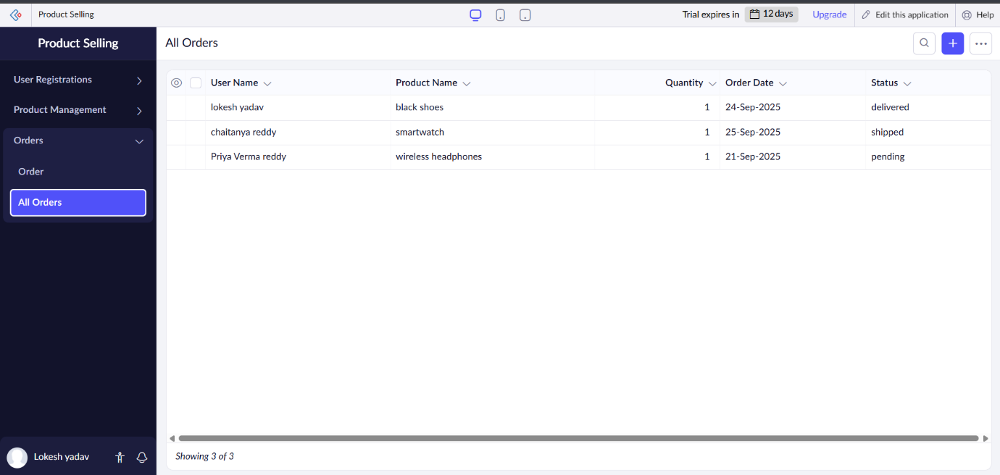 Product Selling
Trial expires in 12 days Upgrade Edit this application Help
Product Selling
All Orders
User Registrations
Product Management
Orders
Order
All Orders
User Name Product Name Quantity Order Date Status
lokesh yadav black shoes 1 24-Sep-2025 delivered
chaitanya reddy smartwatch 1 25-Sep-2025 shipped
Priya Verma reddy wireless headphones 1 21-Sep-2025 pending
Showing 3 of 3
Lokesh yadav